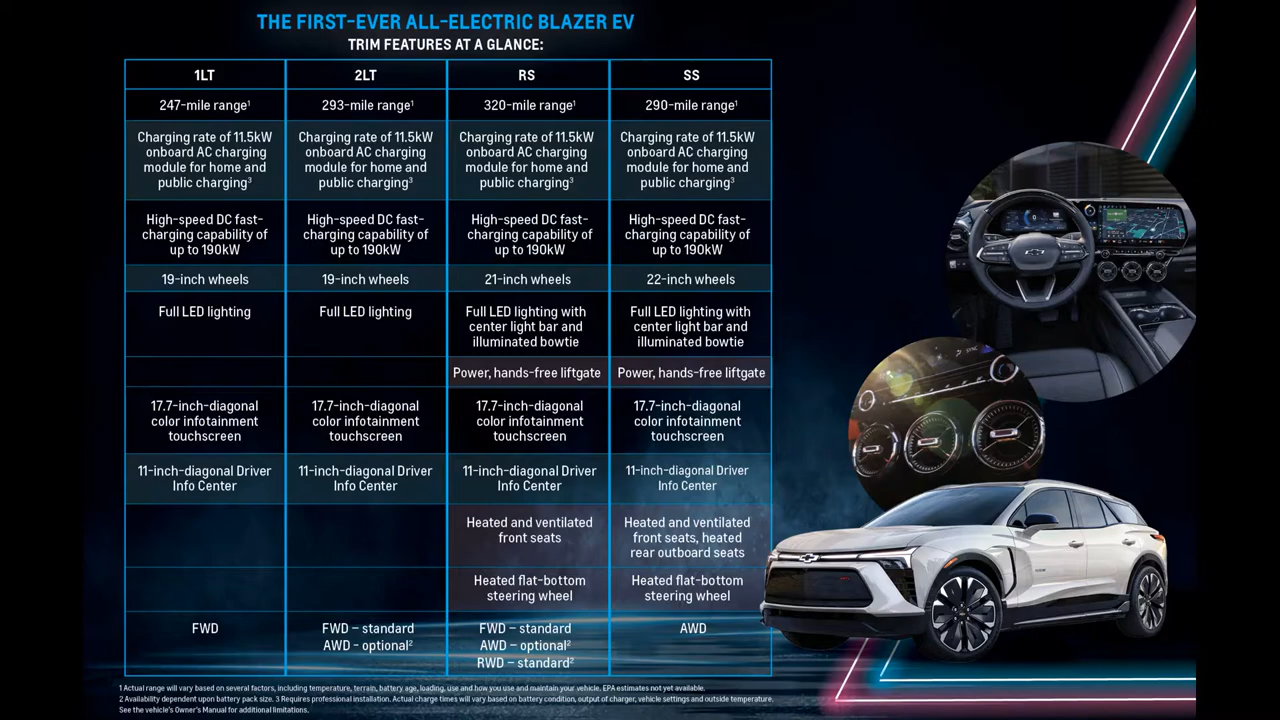 THE FIRST-EVER ALL-ELECTRIC BLAZER EV
TRIM FEATURES AT A GLANCE:
1LT 2LT RS SS
247-mile range¹ 293-mile range¹ 320-mile range¹ 290-mile range¹
Charging rate of 11.5kW Charging rate of 11.5kW Charging rate of 11.5kW Charging rate of 11.5kW
onboard AC charging onboard AC charging onboard AC charging onboard AC charging
module for home and module for home and module for home and module for home and
public charging³ public charging³ public charging³ public charging³
High-speed DC fast- High-speed DC fast- High-speed DC fast- High-speed DC fast-
charging capability of charging capability of charging capability of charging capability of
up to 190kW up to 190kW up to 190kW up to 190kW
19-inch wheels 19-inch wheels 21-inch wheels 22-inch wheels
Full LED lighting Full LED lighting Full LED lighting with Full LED lighting with
center light bar and center light bar and
illuminated bowtie illuminated bowtie
Power, hands-free liftgate Power, hands-free liftgate
17.7-inch-diagonal 17.7-inch-diagonal 17.7-inch-diagonal 17.7-inch-diagonal
color infotainment color infotainment color infotainment color infotainment
touchscreen touchscreen touchscreen touchscreen
11-inch-diagonal Driver 11-inch-diagonal Driver 11-inch-diagonal Driver 11-inch-diagonal Driver
Info Center Info Center Info Center Info Center
Heated and ventilated Heated and ventilated
front seats front seats, heated
rear outboard seats
Heated flat-bottom Heated flat-bottom
steering wheel steering wheel
FWD FWD – standard FWD – standard AWD
AWD - optional² AWD – optional²
RWD – standard²
1 Actual range will vary based on several factors, including temperature, terrain, battery age, loading, use and how you use and maintain your vehicle. EPA estimates not yet available.
2 Availability dependent upon battery pack size. 3 Requires professional installation. Actual charge times will vary based on battery condition, output of charger, vehicle settings and outside temperature.
See the vehicle's Owner's Manual for additional limitations.
SYNC